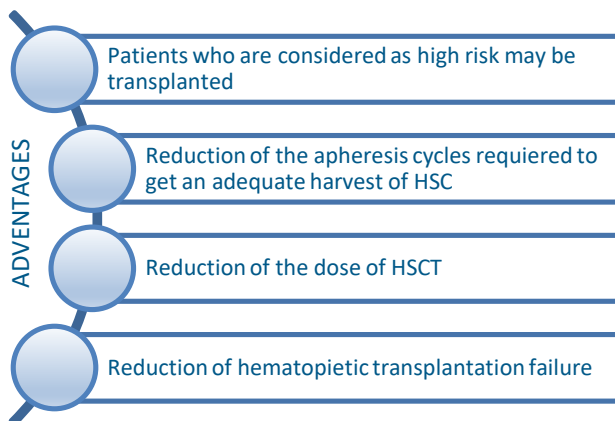 ADVENTAGES
Patients who are considered as high risk may be
transplanted
Reduction of the apheresis cycles requiered to
get an adequate harvest of HSC
Reduction of the dose of HSCT
Reduction of hematopietic transplantation failure